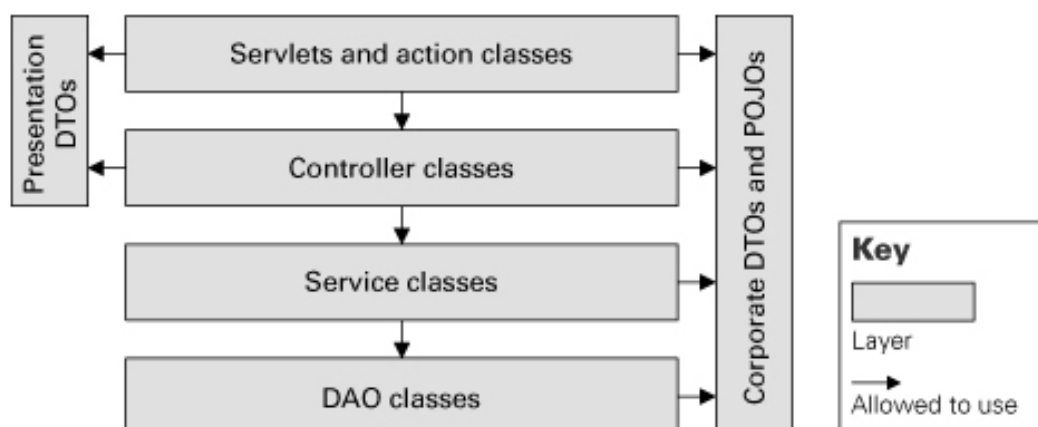 Presentation
DTOs
Servlets and action classes
Controller classes
Service classes
DAO classes
Corporate DTOs and POJOs
Key
Layer
Allowed to use